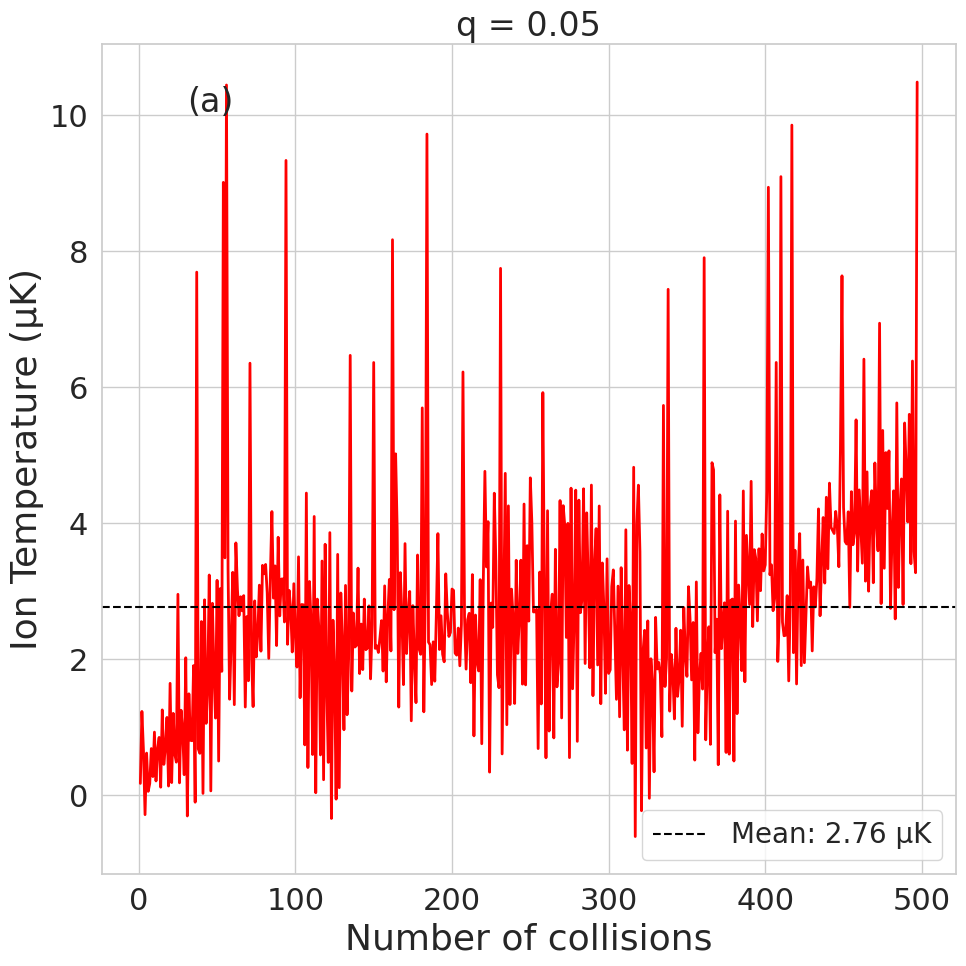 q = 0.05
(a)
Ion Temperature (μK)
10
8
6
4
2
0
0 100 200 300 400 500
Number of collisions
Mean: 2.76 μK